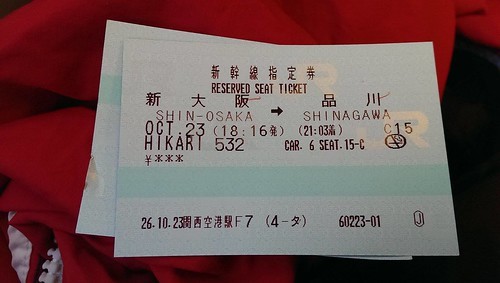 新幹線指定券
RESERVED SEAT TICKET
新大阪 → 品川
SHIN-OSAKA SHINAGAWA
OCT.23 (18:16発) (21:03着) C15
HIKARI 532 CAR. 6 SEAT.15-C
¥***
26.10.23関西空港駅F7 (4-タ) 60223-01 Ⓙ
JR